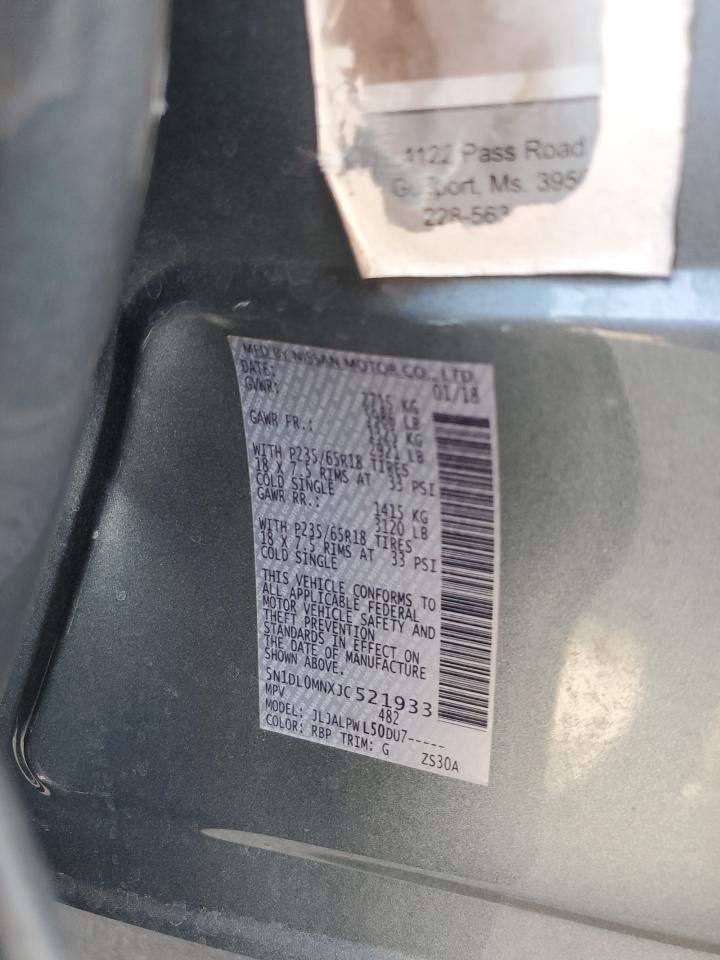 1122 Pass Road
Gulfport, Ms. 395
228-563
MFD BY NISSAN MOTOR CO., LTD.
DATE: 01/18
GVWR: 2715 KG
5986 LB
GAWR FR.: 1325 KG
2921 LB
WITH P235/65R18 TIRES
18 X 7.5 RIMS AT 33 PSI
COLD SINGLE
GAWR RR.: 1415 KG
3120 LB
WITH P235/65R18 TIRES
18 X 7.5 RIMS AT 33 PSI
COLD SINGLE
THIS VEHICLE CONFORMS TO
ALL APPLICABLE FEDERAL
MOTOR VEHICLE SAFETY AND
THEFT PREVENTION
STANDARDS IN EFFECT ON
THE DATE OF MANUFACTURE
SHOWN ABOVE.
5N1DL0MNXJC521933
MPV 482
MODEL: JLJALPWL50DU7-----
COLOR: RBP TRIM: G ZS30A